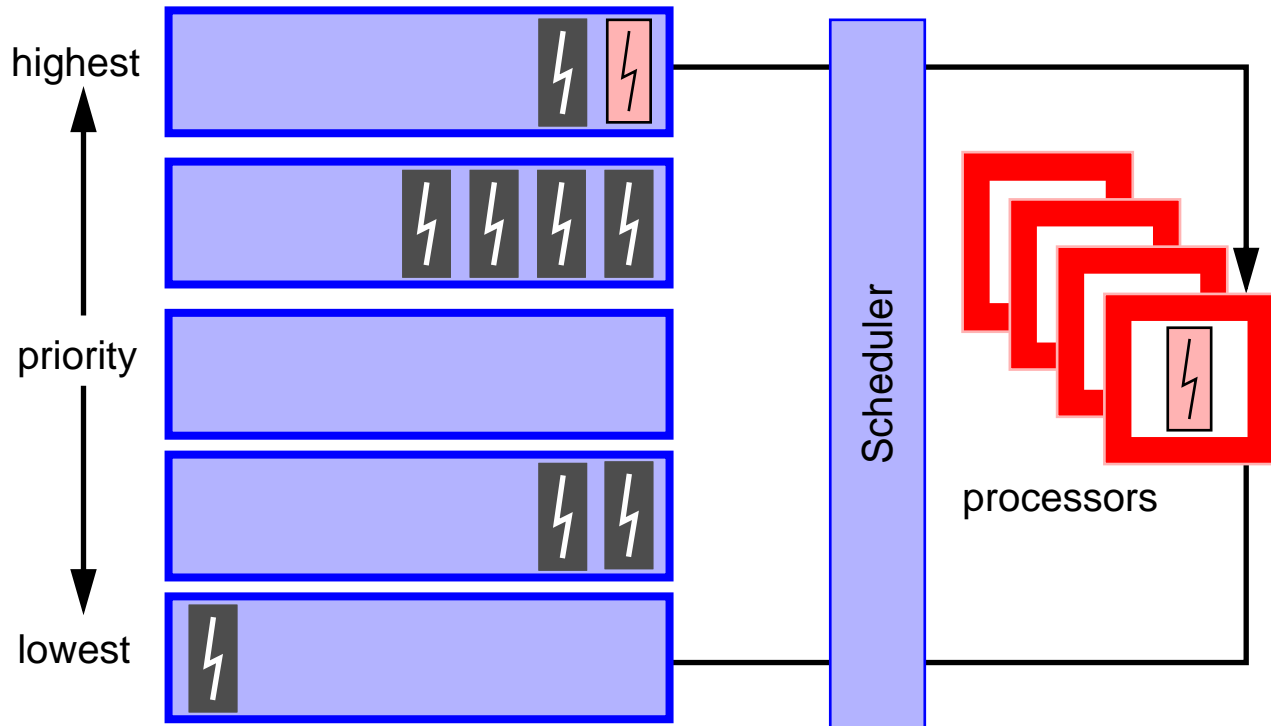 highest
priority
lowest
Scheduler
processors